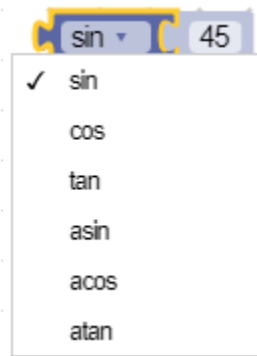 sin 45
✓ sin
cos
tan
asin
acos
atan